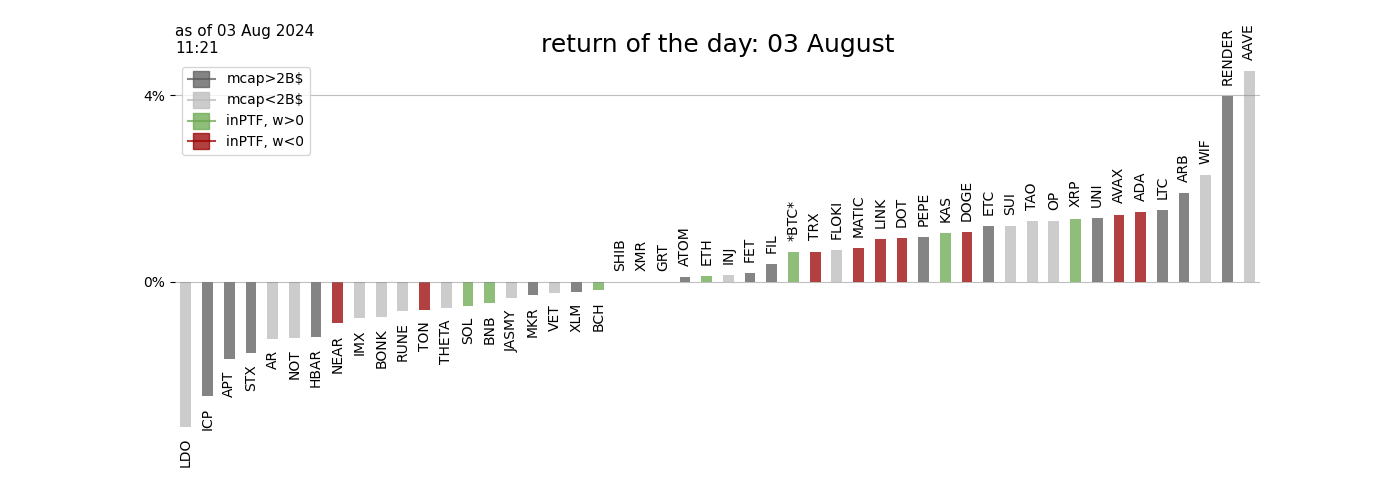 as of 03 Aug 2024
11:21
return of the day: 03 August
mcap>2B$
mcap<2B$
inPTF, w>0
inPTF, w<0
4%
0%
LDO
ICP
APT
STX
AR
NOT
HBAR
NEAR
IMX
BONK
RUNE
TON
THETA
SOL
BNB
JASMY
MKR
VET
XLM
BCH
SHIB
XMR
GRT
ATOM
ETH
INJ
FET
FIL
*BTC*
TRX
FLOKI
MATIC
LINK
DOT
PEPE
KAS
DOGE
ETC
SUI
TAO
OP
XRP
UNI
AVAX
ADA
LTC
ARB
WIF
RENDER
AAVE